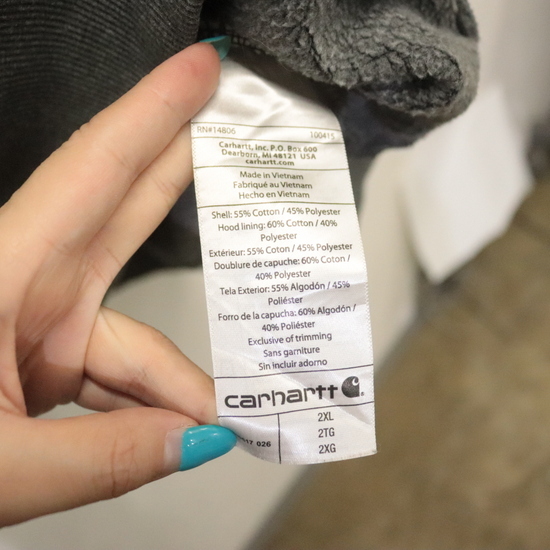 RN#14806 100415
Carhartt, Inc. P.O. Box 600
Dearborn, MI 48121 USA
carhartt.com
Made in Vietnam
Fabriqué au Vietnam
Hecho en Vietnam
Shell: 55% Cotton / 45% Polyester
Hood lining: 60% Cotton / 40%
Polyester
Extérieur: 55% Coton / 45% Polyester
Doublure de capuche: 60% Coton /
40% Polyester
Tela Exterior: 55% Algodón / 45%
Poliéster
Forro de la capucha: 60% Algodón /
40% Poliéster
Exclusive of trimming
Sans garniture
Sin incluir adorno
carhartt
2XL
2TG
026
2XG